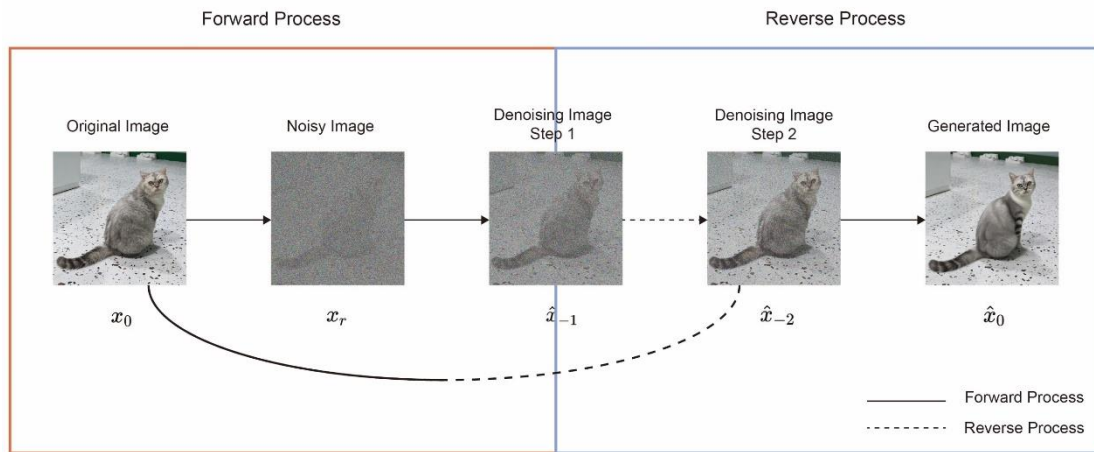 Forward Process
Reverse Process
Original Image
Noisy Image
Denoising Image
Step 1
Denoising Image
Step 2
Generated Image
x₀
xᵣ
x̂₋₁
x̂₋₂
x̂₀
Forward Process
Reverse Process